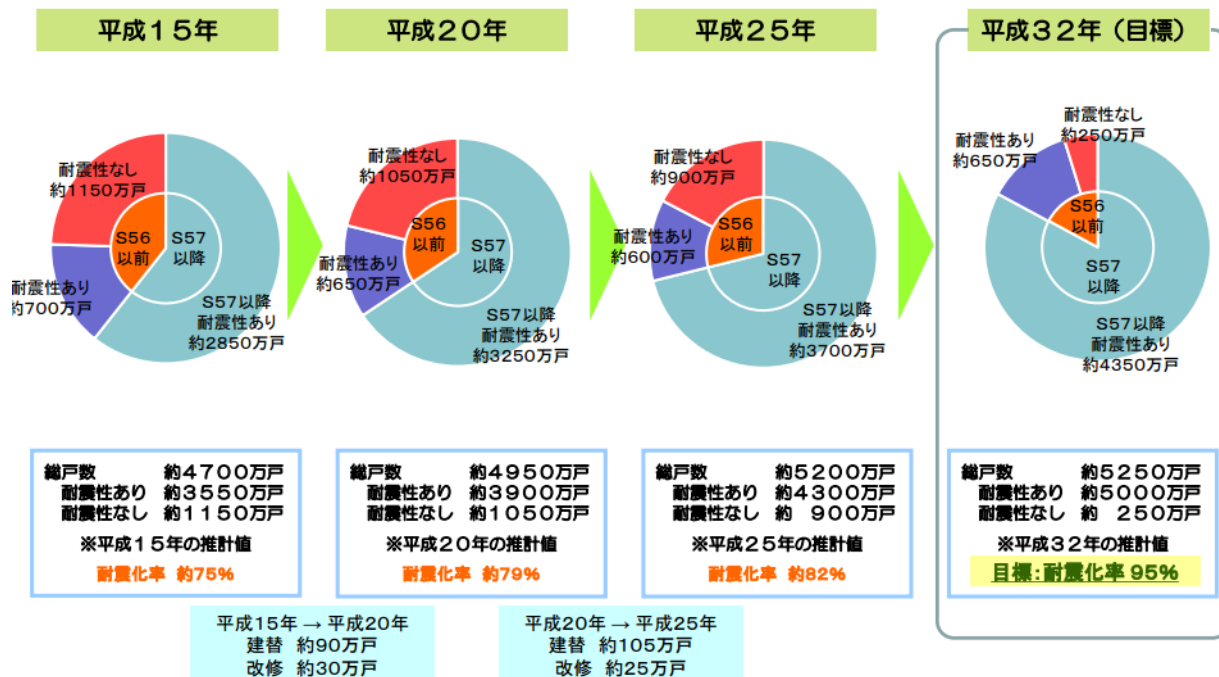 平成１５年
平成２０年
平成２５年
平成３２年（目標）
耐震性なし
約1150万戸
S56
以前
S57
以降
耐震性あり
約700万戸
S57以降
耐震性あり
約2850万戸
耐震性なし
約1050万戸
S56
以前
S57
以降
耐震性あり
約650万戸
S57以降
耐震性あり
約3250万戸
耐震性なし
約900万戸
S56
以前
S57
以降
耐震性あり
約600万戸
S57以降
耐震性あり
約3700万戸
耐震性なし
約250万戸
耐震性あり
約650万戸
S56
以前
S57
以降
S57以降
耐震性あり
約4350万戸
総戸数 約４７００万戸
耐震性あり 約３５５０万戸
耐震性なし 約１１５０万戸
※平成１５年の推計値
耐震化率 約75%
総戸数 約４９５０万戸
耐震性あり 約３９００万戸
耐震性なし 約１０５０万戸
※平成２０年の推計値
耐震化率 約79%
総戸数 約５２００万戸
耐震性あり 約４３００万戸
耐震性なし 約 ９００万戸
※平成２５年の推計値
耐震化率 約82%
総戸数 約５２５０万戸
耐震性あり 約５０００万戸
耐震性なし 約 ２５０万戸
※平成３２年の推計値
目標：耐震化率 95%
平成15年 → 平成20年
建替 約90万戸
改修 約30万戸
平成20年 → 平成25年
建替 約105万戸
改修 約25万戸